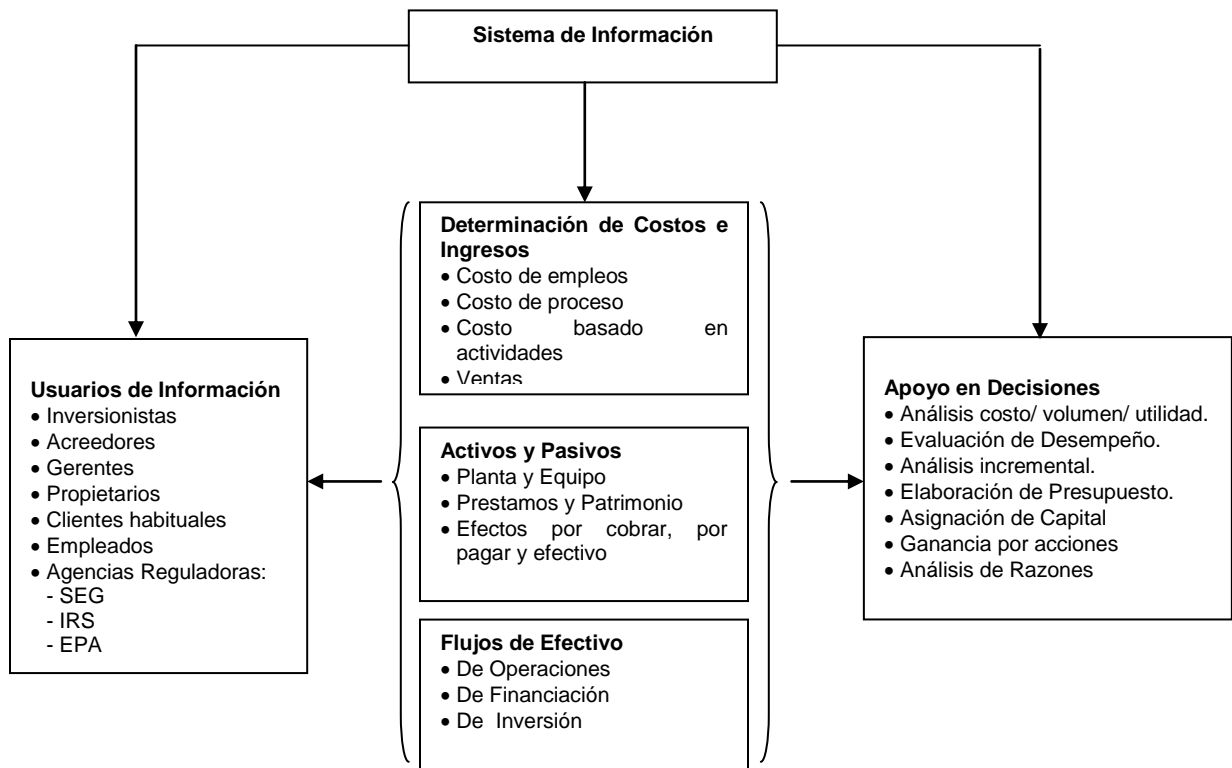 Sistema de Información
Determinación de Costos e
Ingresos
• Costo de empleos
• Costo de proceso
• Costo basado en
actividades
• Ventas
Usuarios de Información
• Inversionistas
• Acreedores
• Gerentes
• Propietarios
• Clientes habituales
• Empleados
• Agencias Reguladoras:
- SEG
- IRS
- EPA
Activos y Pasivos
• Planta y Equipo
• Prestamos y Patrimonio
• Efectos por cobrar, por
pagar y efectivo
Flujos de Efectivo
• De Operaciones
• De Financiación
• De Inversión
Apoyo en Decisiones
• Análisis costo/ volumen/ utilidad.
• Evaluación de Desempeño.
• Análisis incremental.
• Elaboración de Presupuesto.
• Asignación de Capital
• Ganancia por acciones
• Análisis de Razones